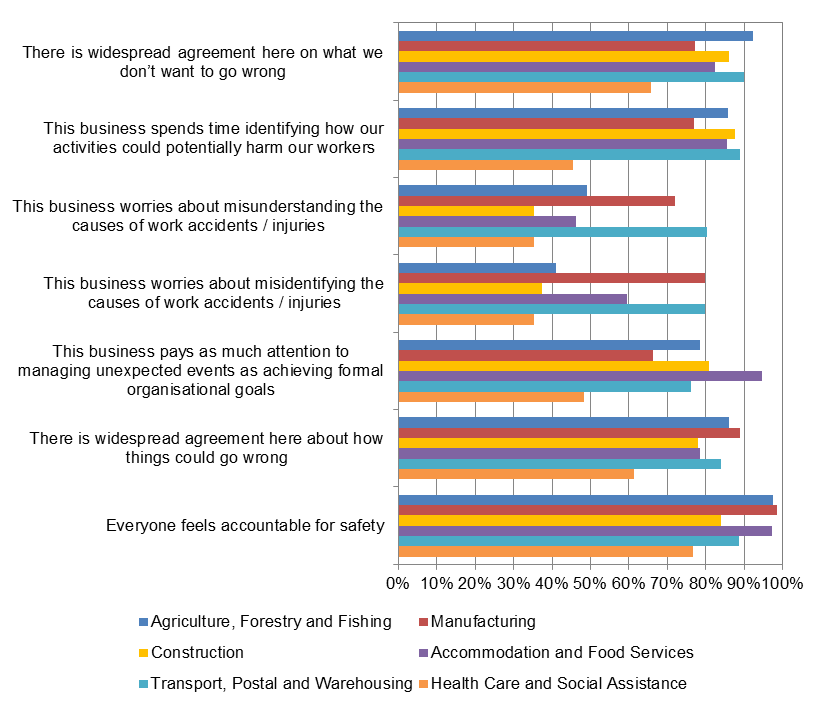 There is widespread agreement here on what we
don’t want to go wrong
This business spends time identifying how our
activities could potentially harm our workers
This business worries about misunderstanding the
causes of work accidents / injuries
This business worries about misidentifying the
causes of work accidents / injuries
This business pays as much attention to
managing unexpected events as achieving formal
organisational goals
There is widespread agreement here about how
things could go wrong
Everyone feels accountable for safety
0% 10% 20% 30% 40% 50% 60% 70% 80% 90% 100%
Agriculture, Forestry and Fishing Manufacturing
Construction Accommodation and Food Services
Transport, Postal and Warehousing Health Care and Social Assistance